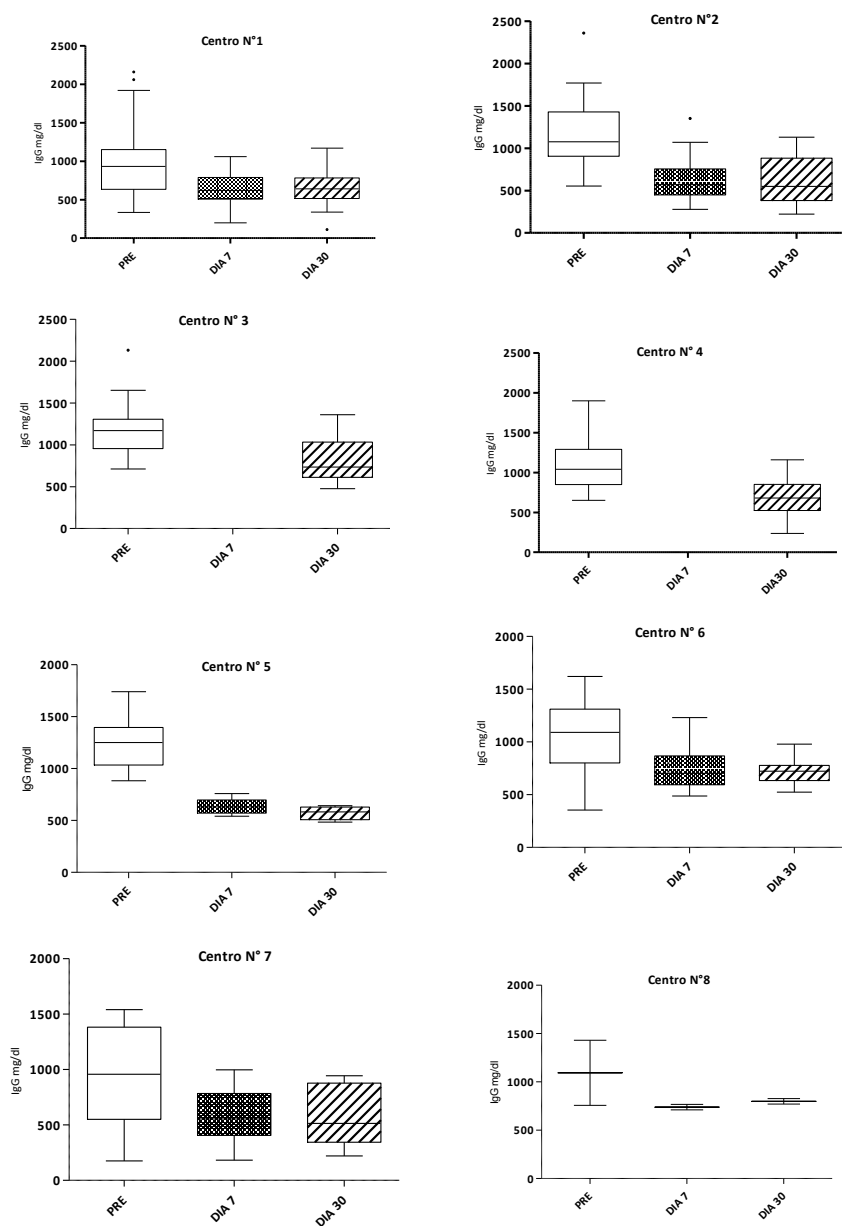 Centro N°1
IgG mg/dl
2500
2000
1500
1000
500
0
PRE
DIA 7
DIA 30
Centro N°2
IgG mg/dl
2500
2000
1500
1000
500
0
PRE
DIA 7
DIA 30
Centro N° 3
IgG mg/dl
2500
2000
1500
1000
500
0
PRE
DIA 7
DIA 30
Centro N° 4
IgG mg/dl
2500
2000
1500
1000
500
0
PRE
DIA 7
DIA30
Centro N° 5
IgG mg/dl
2000
1500
1000
500
0
PRE
DIA 7
DIA 30
Centro N° 6
IgG mg/dl
2000
1500
1000
500
0
PRE
DIA 7
DIA 30
Centro N° 7
IgG mg/dl
2000
1500
1000
500
0
PRE
DIA 7
DIA 30
Centro N°8
IgG mg/dl
2000
1500
1000
500
0
PRE
DIA 7
DIA 30